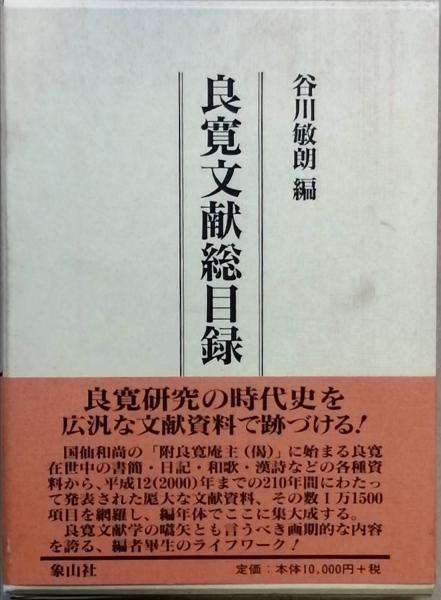 谷川敏朗 編
良寛文献総目録
良寛研究の時代史を
広汎な文献資料で跡づける!
国仙和尚の「附良寛庵主(偈)」に始まる良寛
在世中の書簡・日記・和歌・漢詩などの各種資
料から、平成12(2000)年までの210年間にわたっ
て発表された厖大な文献資料、その数1万1500
項目を網羅し、編年体でここに集大成する。
良寛文献学の嚆矢とも言うべき画期的な内容
を誇る、編者畢生のライフワーク!
象山社
定価:本体10,000円+税